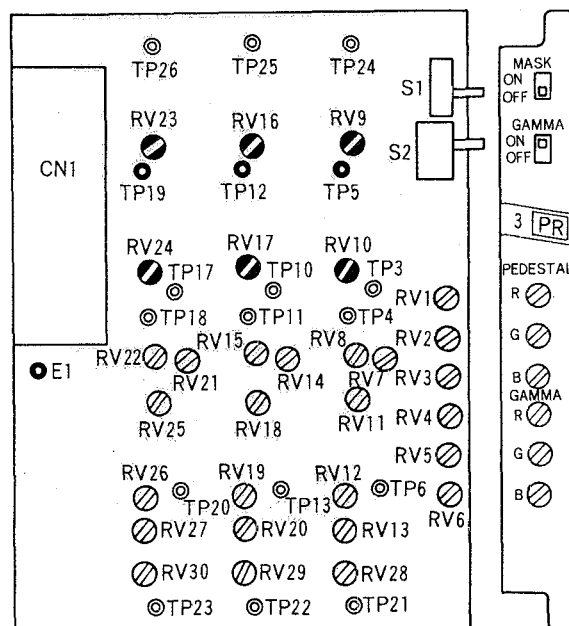 TP26 TP25 TP24
S1
MASK
ON
OFF
RV23 RV16 RV9
S2
GAMMA
ON
OFF
CN1
TP19 TP12 TP5
3 PR
RV24 RV17 RV10
TP17 TP10 TP3
PEDESTAL
RV1
R
TP18 TP11 TP4
RV2
G
RV22 RV15 RV8
E1
RV21 RV14 RV7
RV3
B
GAMMA
RV25 RV18 RV11
RV4
R
RV5
G
RV26 RV19 RV12
TP20 TP13 TP6
RV6
B
RV27 RV20 RV13
RV30 RV29 RV28
TP23 TP22 TP21